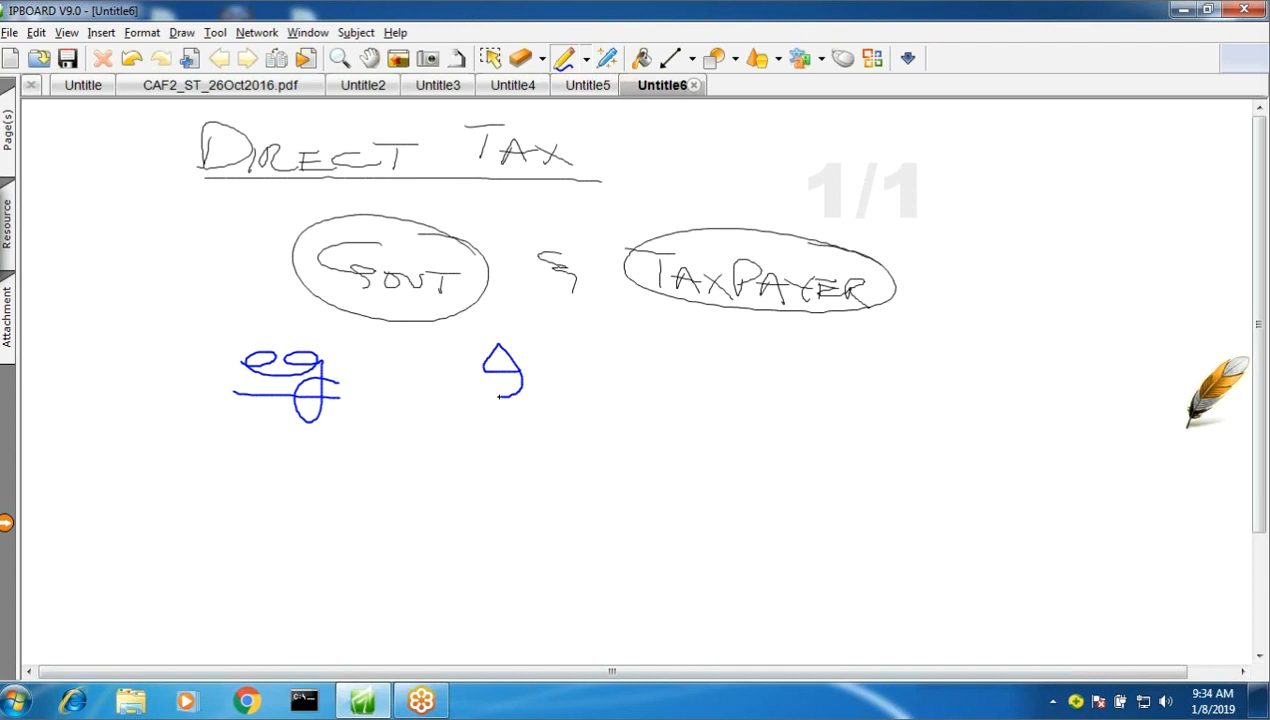 IPBOARD V9.0 - [Untitle6]
File Edit View Insert Format Draw Tool Network Window Subject Help
Untitle CAF2_ST_26Oct2016.pdf Untitle2 Untitle3 Untitle4 Untitle5 Untitle6
Page(s)
Resource
Attachment
1/1
DIRECT TAX
GOVT & TAXPAYER
eg
9:34 AM
1/8/2019